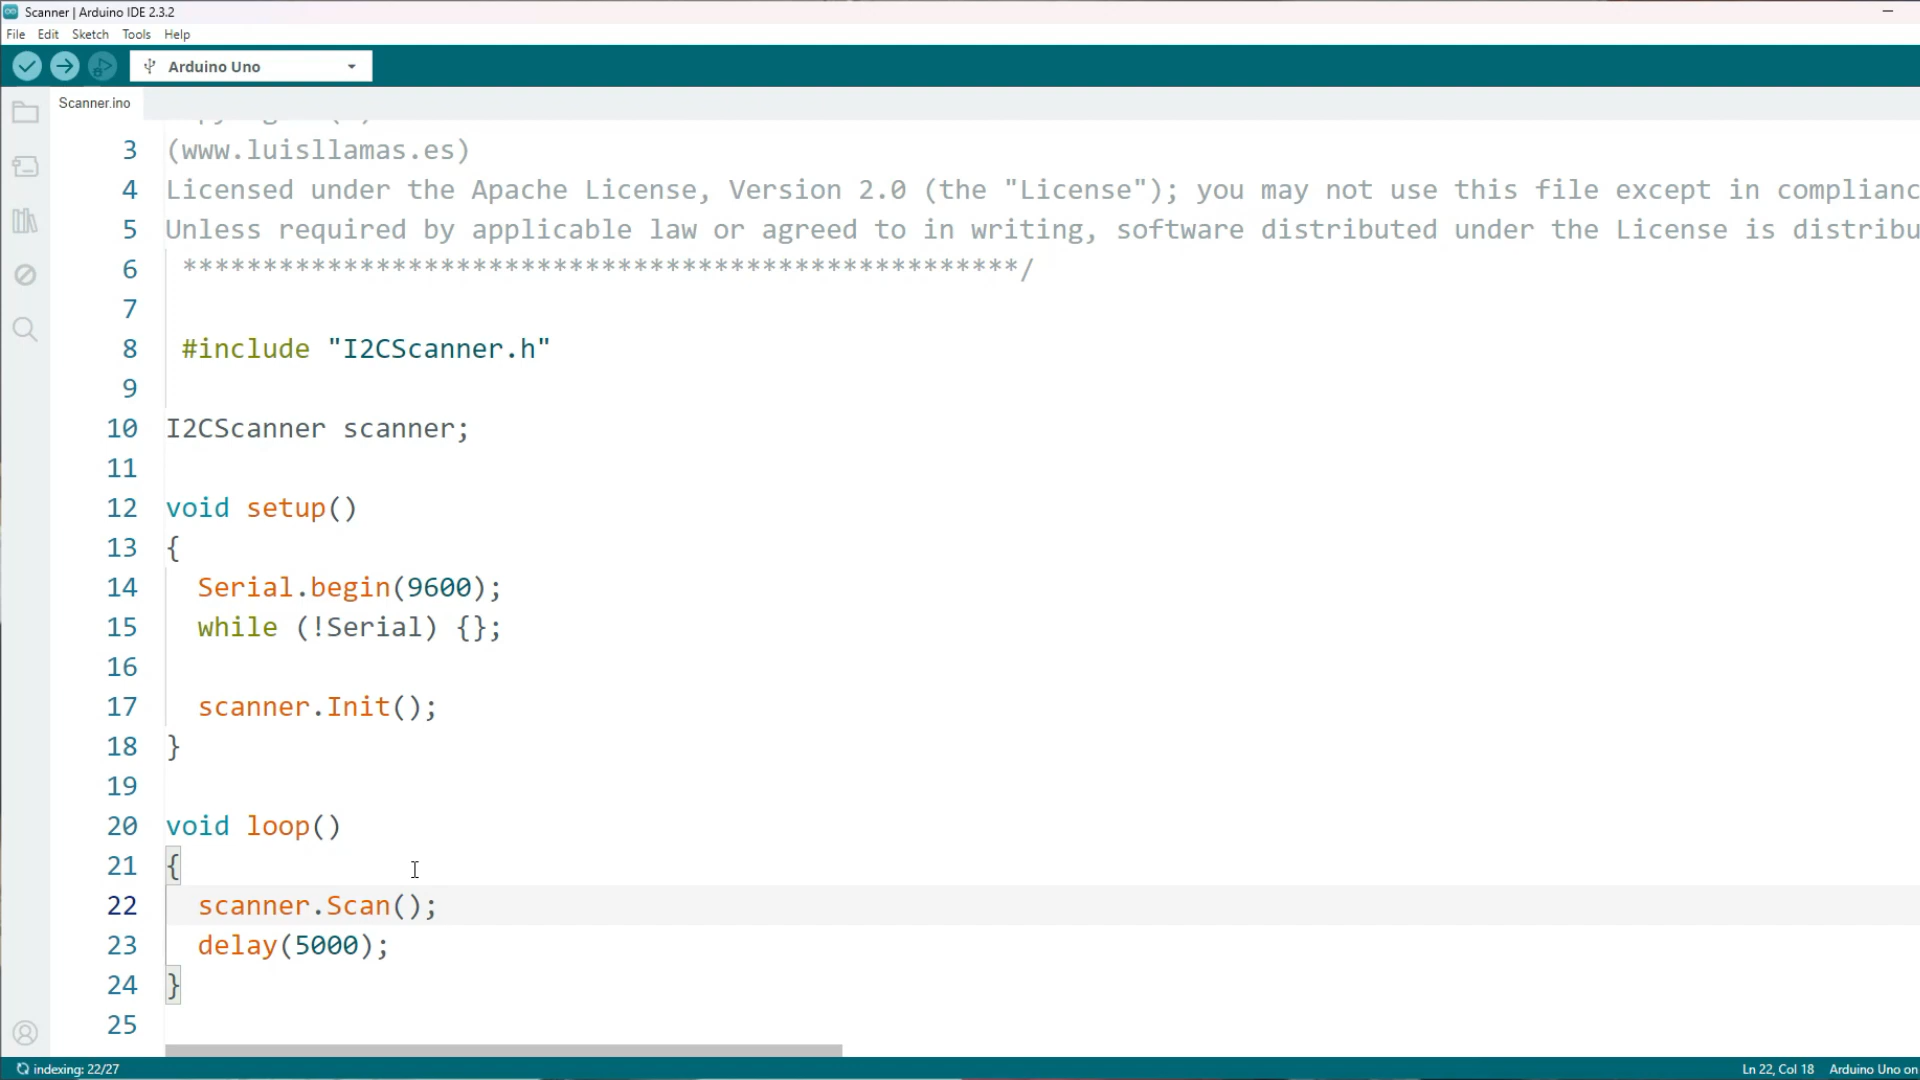 Scanner | Arduino IDE 2.3.2
File Edit Sketch Tools Help
Arduino Uno
Scanner.ino
3 (www.luisllamas.es)
4 Licensed under the Apache License, Version 2.0 (the "License"); you may not use this file except in complianc
5 Unless required by applicable law or agreed to in writing, software distributed under the License is distribu
6 ****************************************************/
7
8 #include "I2CScanner.h"
9
10 I2CScanner scanner;
11
12 void setup()
13 {
14 Serial.begin(9600);
15 while (!Serial) {};
16
17 scanner.Init();
18 }
19
20 void loop()
21 {
22 scanner.Scan();
23 delay(5000);
24 }
25
indexing: 22/27 Ln 22, Col 18 Arduino Uno on